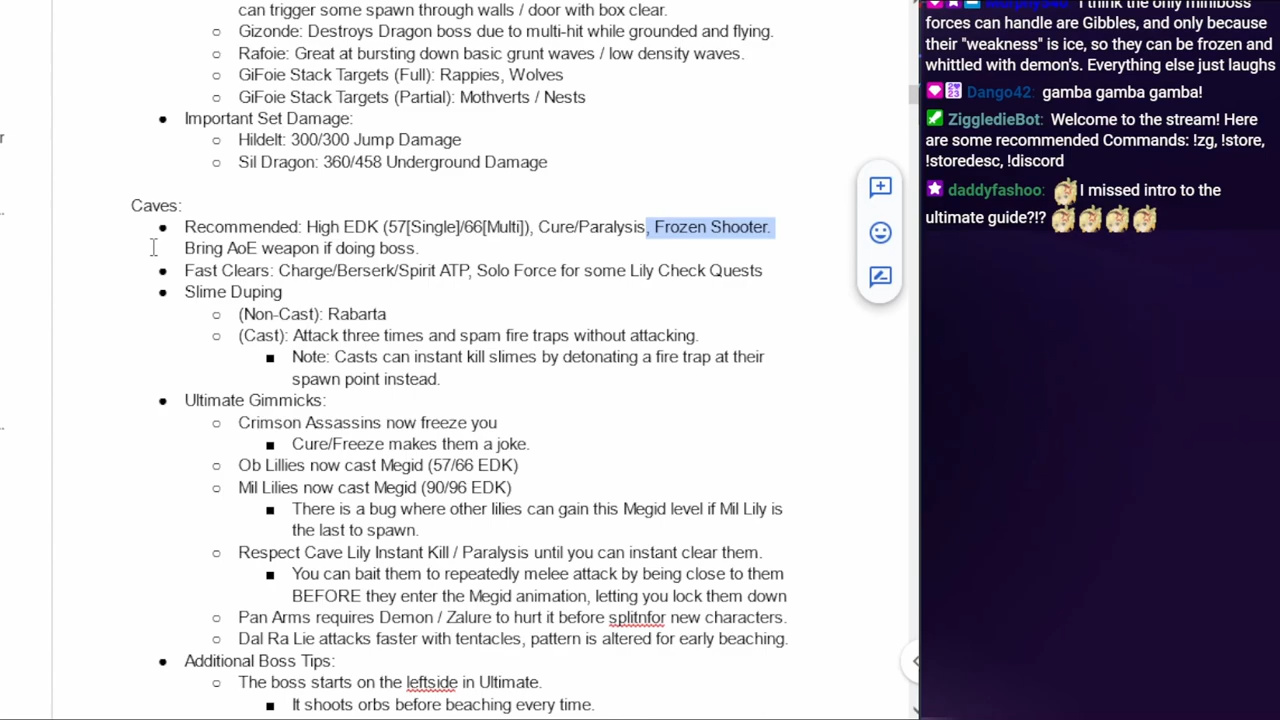 can trigger some spawn through walls / door with box clear.
○ Gizonde: Destroys Dragon boss due to multi-hit while grounded and flying.
○ Rafoie: Great at bursting down basic grunt waves / low density waves.
○ GiFoie Stack Targets (Full): Rappies, Wolves
○ GiFoie Stack Targets (Partial): Mothverts / Nests
● Important Set Damage:
○ Hildelt: 300/300 Jump Damage
○ Sil Dragon: 360/458 Underground Damage
Caves:
● Recommended: High EDK (57[Single]/66[Multi]), Cure/Paralysis, Frozen Shooter.
Bring AoE weapon if doing boss.
● Fast Clears: Charge/Berserk/Spirit ATP, Solo Force for some Lily Check Quests
● Slime Duping
○ (Non-Cast): Rabarta
○ (Cast): Attack three times and spam fire traps without attacking.
■ Note: Casts can instant kill slimes by detonating a fire trap at their
spawn point instead.
● Ultimate Gimmicks:
○ Crimson Assassins now freeze you
■ Cure/Freeze makes them a joke.
○ Ob Lillies now cast Megid (57/66 EDK)
○ Mil Lilies now cast Megid (90/96 EDK)
■ There is a bug where other lilies can gain this Megid level if Mil Lily is
the last to spawn.
○ Respect Cave Lily Instant Kill / Paralysis until you can instant clear them.
■ You can bait them to repeatedly melee attack by being close to them
BEFORE they enter the Megid animation, letting you lock them down
○ Pan Arms requires Demon / Zalure to hurt it before splitnfor new characters.
○ Dal Ra Lie attacks faster with tentacles, pattern is altered for early beaching.
● Additional Boss Tips:
○ The boss starts on the leftside in Ultimate.
■ It shoots orbs before beaching every time.
I think the only miniboss
forces can handle are Gibbles, and only because
their "weakness" is ice, so they can be frozen and
whittled with demon's. Everything else just laughs
Dango42: gamba gamba gamba!
ZiggledieBot: Welcome to the stream! Here
are some recommended Commands: !zg, !store,
!storedesc, !discord
daddyfashoo: I missed intro to the
ultimate guide?!?